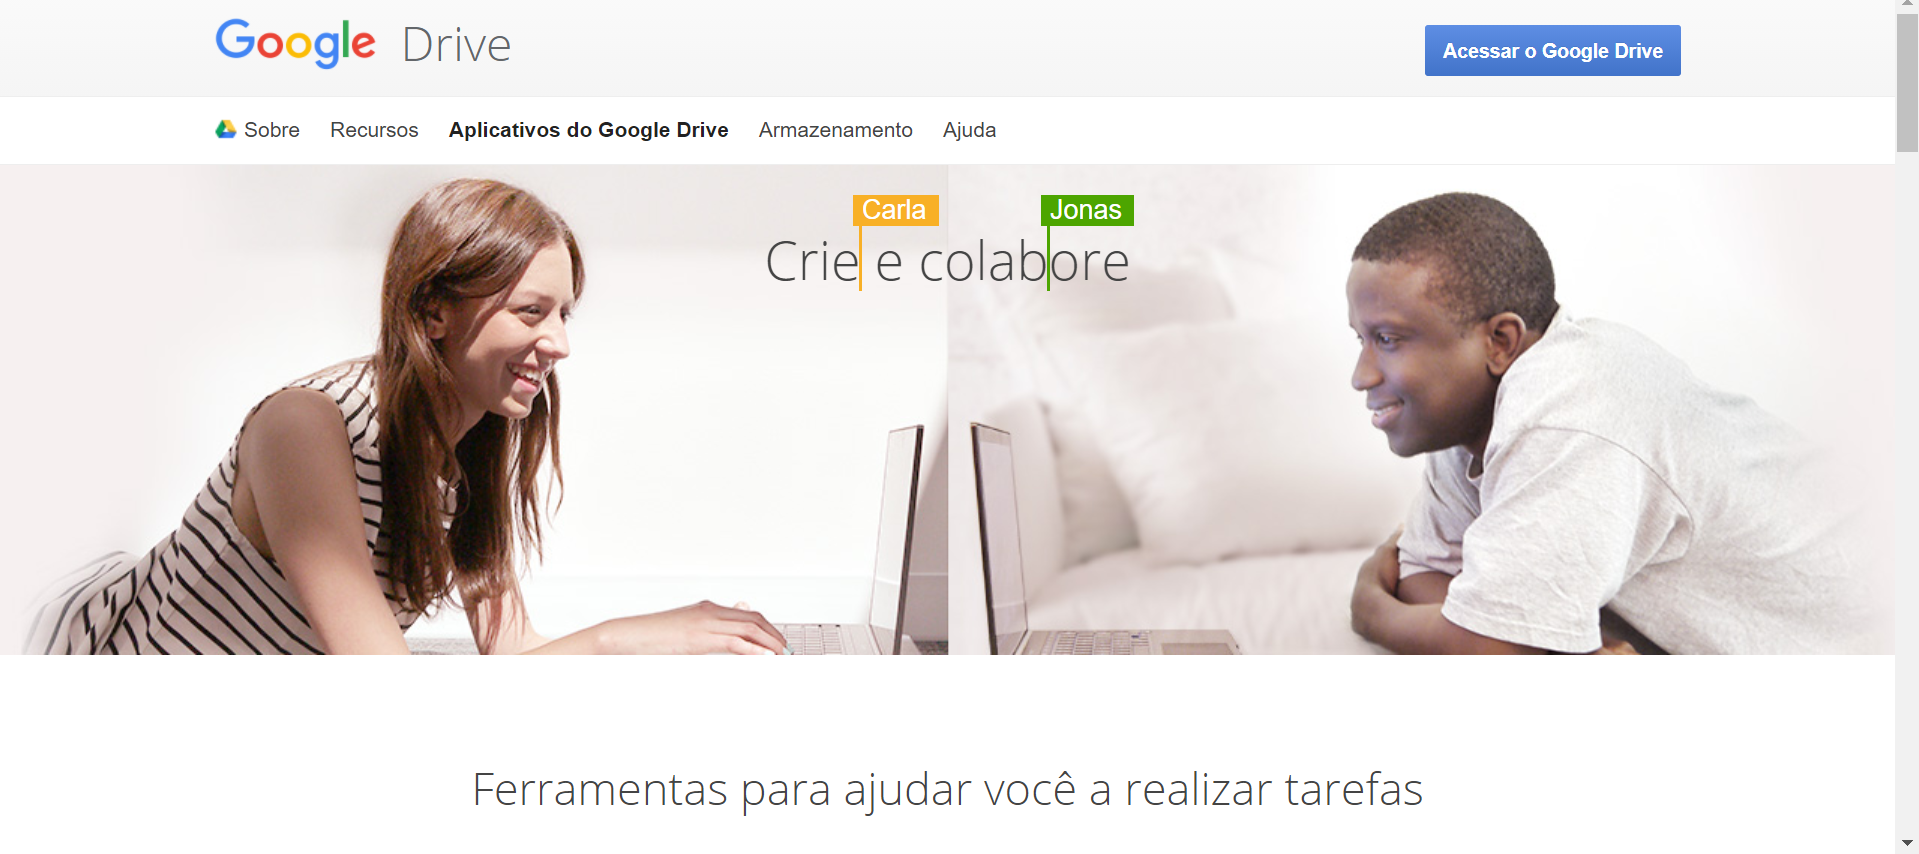 Google Drive
Acessar o Google Drive
Sobre Recursos Aplicativos do Google Drive Armazenamento Ajuda
Carla Jonas
Crie e colabore
Ferramentas para ajudar você a realizar tarefas